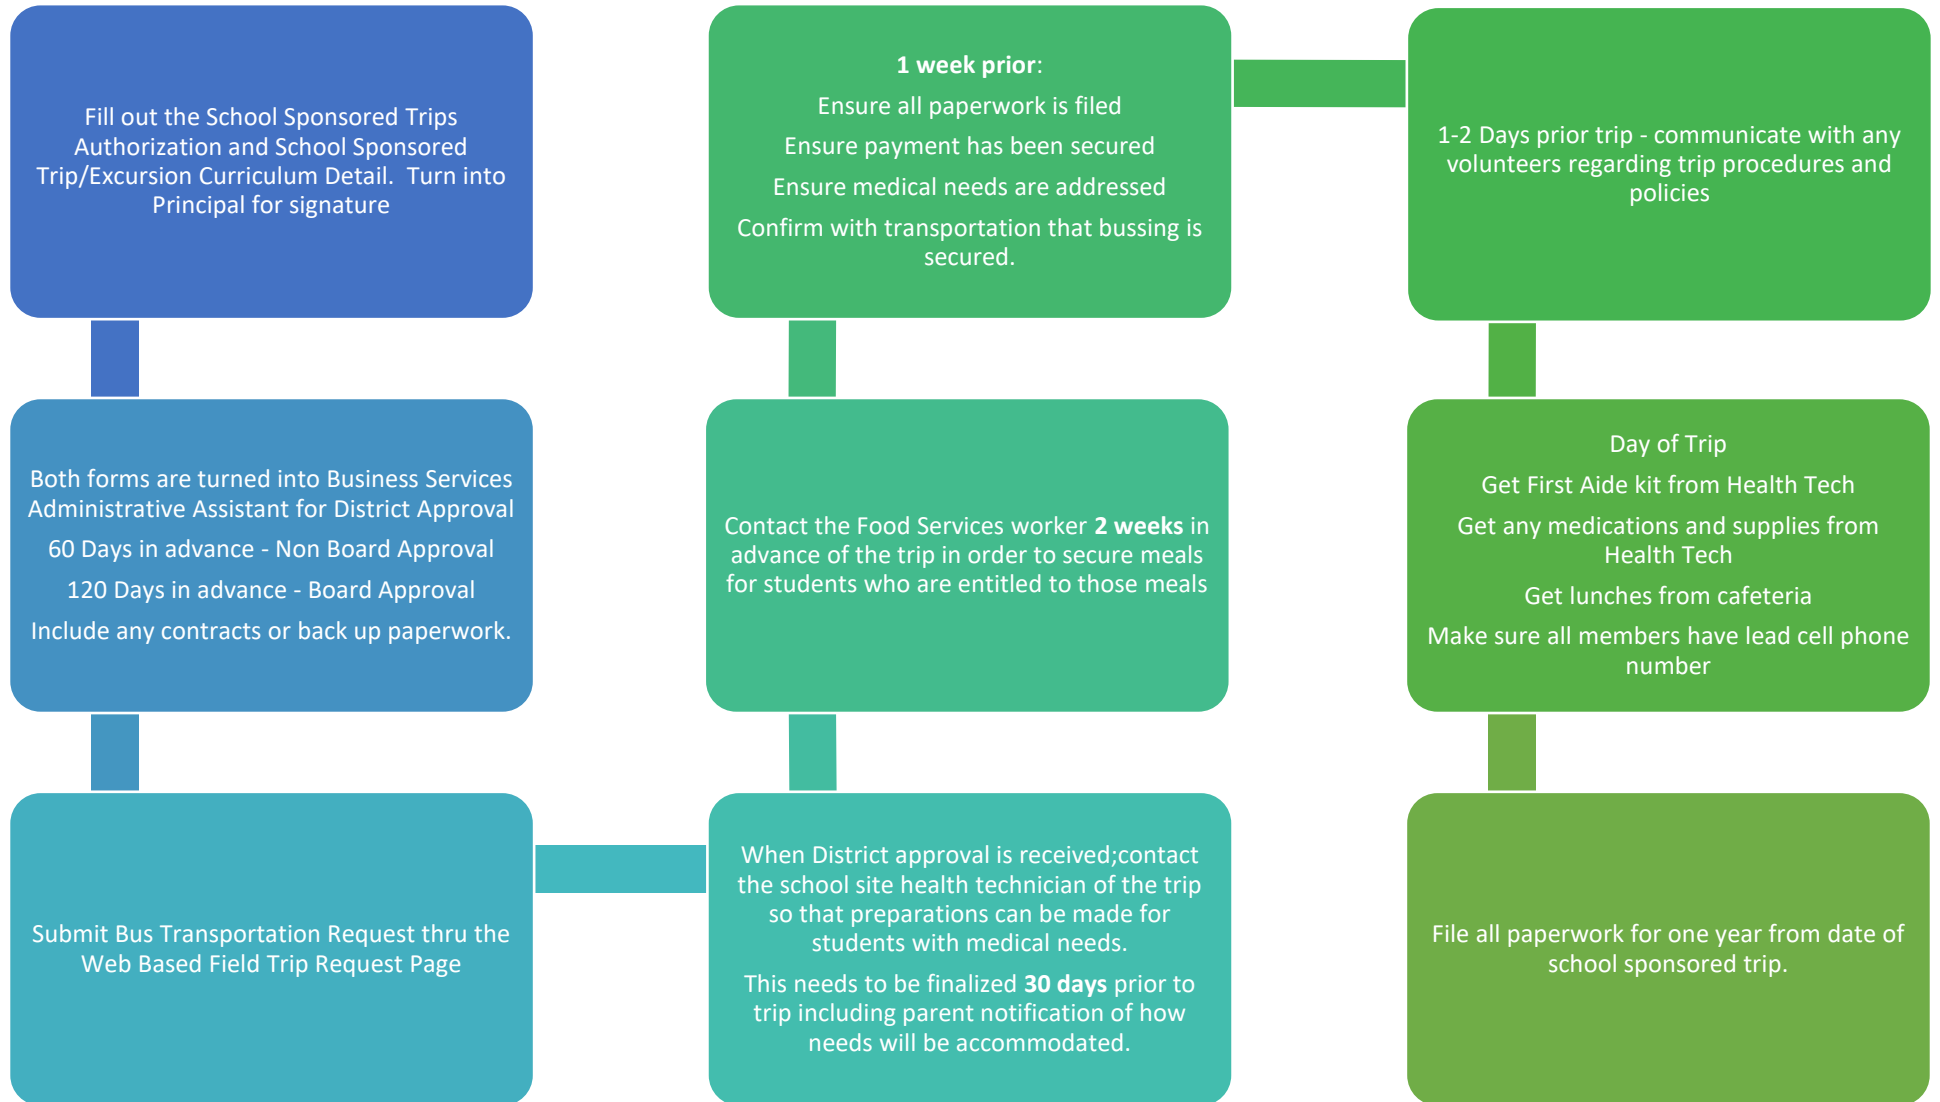 Fill out the School Sponsored Trips
Authorization and School Sponsored
Trip/Excursion Curriculum Detail.  Turn into
Principal for signature
Both forms are turned into Business Services
Administrative Assistant for District Approval
60 Days in advance - Non Board Approval
120 Days in advance - Board Approval
Include any contracts or back up paperwork.
Submit Bus Transportation Request thru the
Web Based Field Trip Request Page
When District approval is received;contact
the school site health technician of the trip
so that preparations can be made for
students with medical needs.
This needs to be finalized 30 days prior to
trip including parent notification of how
needs will be accommodated.
Contact the Food Services worker 2 weeks in
advance of the trip in order to secure meals
for students who are entitled to those meals
1 week prior:
Ensure all paperwork is filed
Ensure payment has been secured
Ensure medical needs are addressed
Confirm with transportation that bussing is
secured.
1-2 Days prior trip - communicate with any
volunteers regarding trip procedures and
policies
Day of Trip
Get First Aide kit from Health Tech
Get any medications and supplies from
Health Tech
Get lunches from cafeteria
Make sure all members have lead cell phone
number
File all paperwork for one year from date of
school sponsored trip.